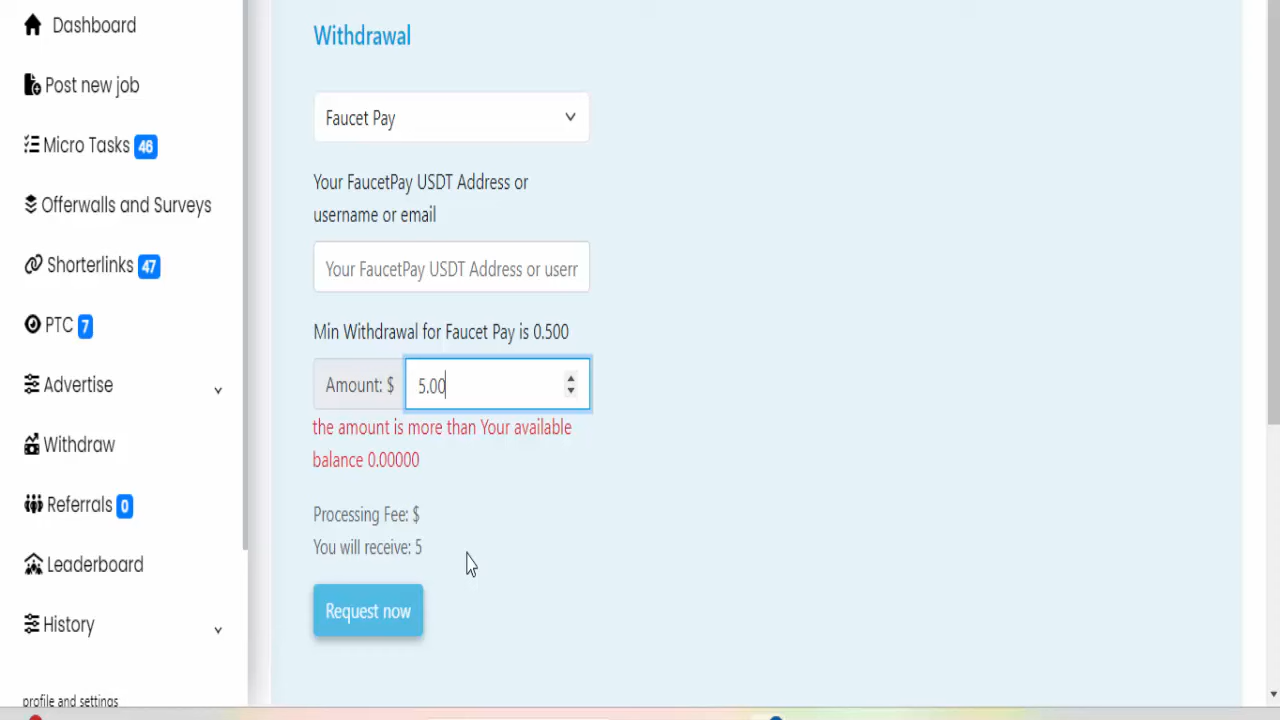 Dashboard
Post new job
Micro Tasks 46
Offerwalls and Surveys
Shorterlinks 47
PTC 7
Advertise
Withdraw
Referrals 0
Leaderboard
History
profile and settings
Withdrawal
Faucet Pay
Your FaucetPay USDT Address or
username or email
Your FaucetPay USDT Address or userr
Min Withdrawal for Faucet Pay is 0.500
Amount: $ 5.00
the amount is more than Your available
balance 0.00000
Processing Fee: $
You will receive: 5
Request now